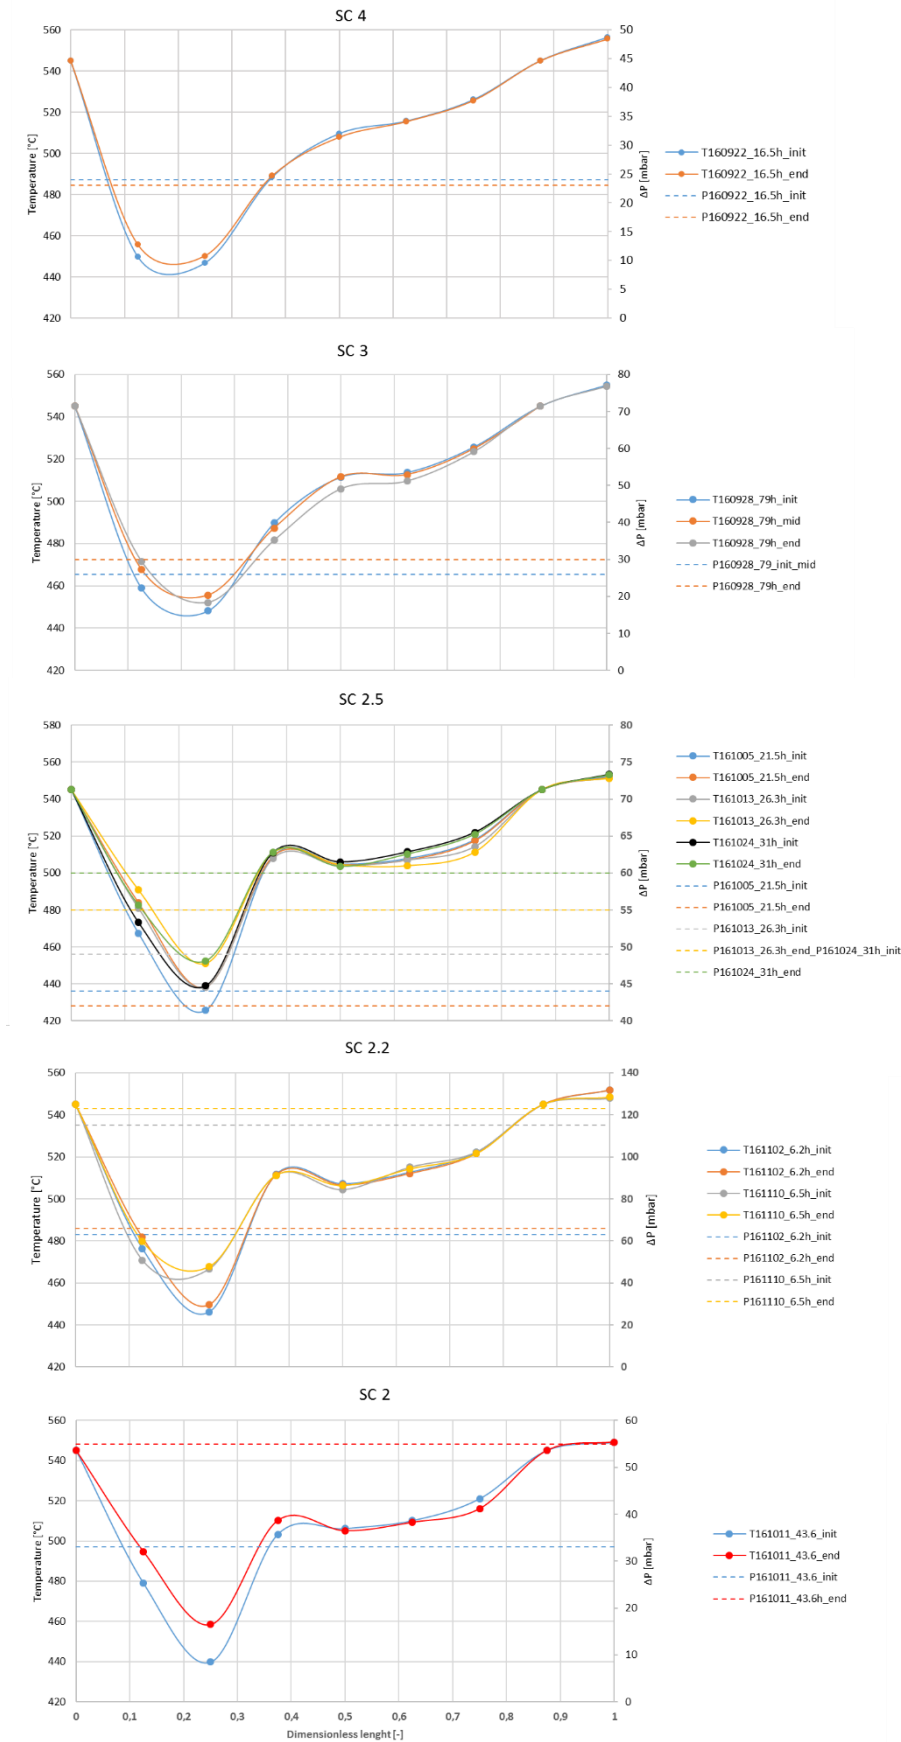 SC 4
560
540
520
500
480
460
440
420
Temperature [°C]
50
45
40
35
30
25
20
15
10
5
0
ΔP [mbar]
T160922_16.5h_init
T160922_16.5h_end
P160922_16.5h_init
P160922_16.5h_end
SC 3
560
540
520
500
480
460
440
420
Temperature [°C]
80
70
60
50
40
30
20
10
0
ΔP [mbar]
T160928_79h_init
T160928_79h_mid
T160928_79h_end
P160928_79_init_mid
P160928_79h_end
SC 2.5
580
560
540
520
500
480
460
440
420
Temperature [°C]
80
75
70
65
60
55
50
45
40
ΔP [mbar]
T161005_21.5h_init
T161005_21.5h_end
T161013_26.3h_init
T161013_26.3h_end
T161024_31h_init
T161024_31h_end
P161005_21.5h_init
P161005_21.5h_end
P161013_26.3h_init
P161013_26.3h_end_P161024_31h_init
P161024_31h_end
SC 2.2
560
540
520
500
480
460
440
420
Temperature [°C]
140
120
100
80
60
40
20
0
ΔP [mbar]
T161102_6.2h_init
T161102_6.2h_end
T161110_6.5h_init
T161110_6.5h_end
P161102_6.2h_init
P161102_6.2h_end
P161110_6.5h_init
P161110_6.5h_end
SC 2
560
540
520
500
480
460
440
420
Temperature [°C]
60
50
40
30
20
10
0
ΔP [mbar]
T161011_43.6_init
T161011_43.6_end
P161011_43.6_init
P161011_43.6h_end
0 0,1 0,2 0,3 0,4 0,5 0,6 0,7 0,8 0,9 1
Dimensionless lenght [-]